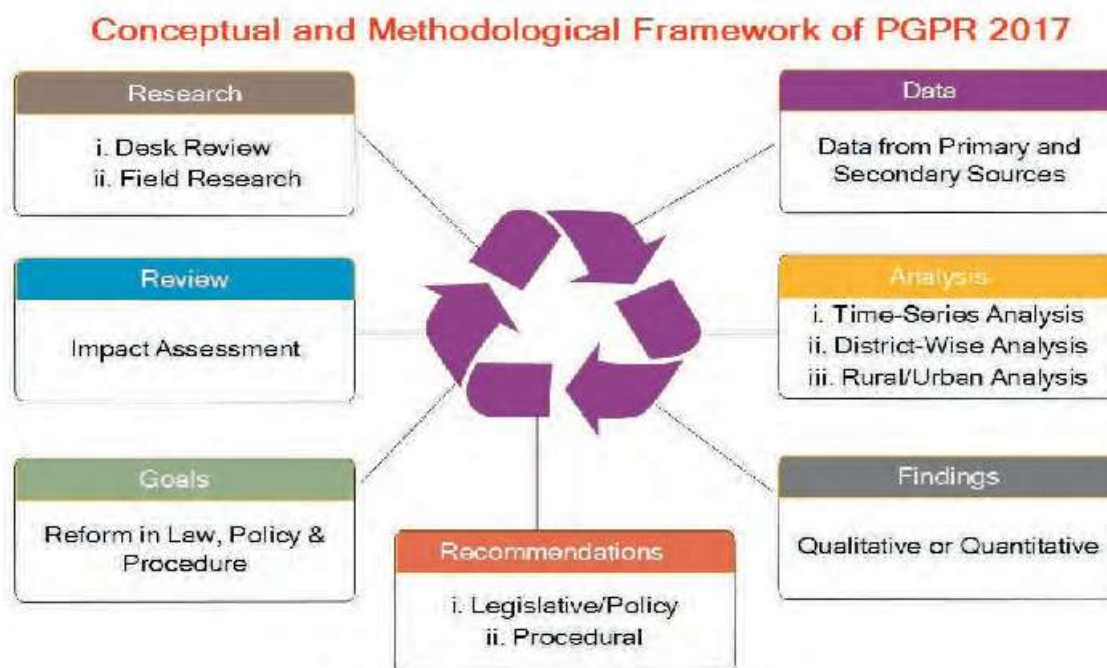 Conceptual and Methodological Framework of PGPR 2017
Research
i. Desk Review
ii. Field Research
Data
Data from Primary and
Secondary Sources
Review
Impact Assessment
Analysis
i. Time-Series Analysis
ii. District-Wise Analysis
iii. Rural/Urban Analysis
Goals
Reform in Law, Policy &
Procedure
Recommendations
i. Legislative/Policy
ii. Procedural
Findings
Qualitative or Quantitative